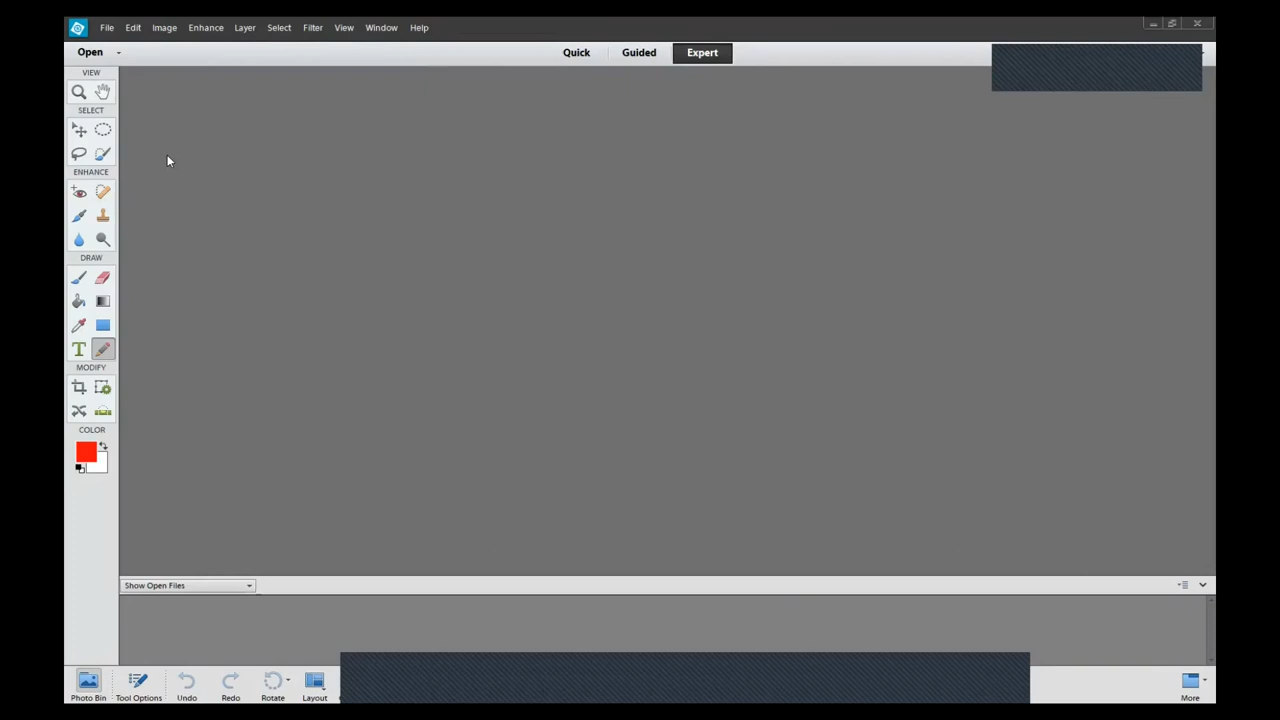 File Edit Image Enhance Layer Select Filter View Window Help
Open Quick Guided Expert
VIEW
SELECT
ENHANCE
DRAW
T
MODIFY
COLOR
Show Open Files
Photo Bin Tool Options Undo Redo Rotate Layout More